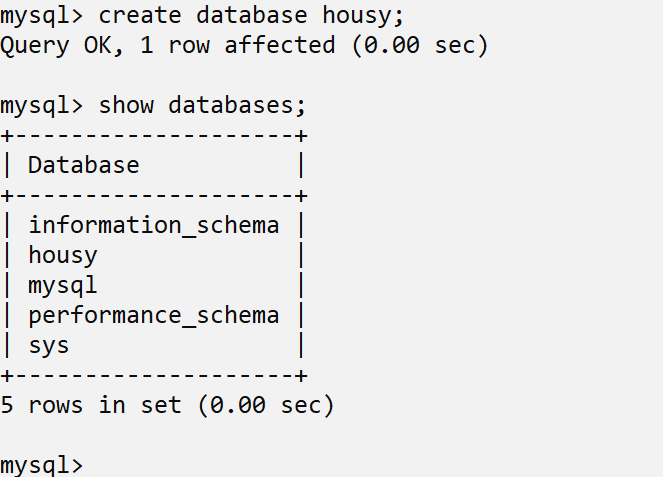 mysql> create database housy;
Query OK, 1 row affected (0.00 sec)

mysql> show databases;
+--------------------+
| Database           |
+--------------------+
| information_schema |
| housy              |
| mysql              |
| performance_schema |
| sys                |
+--------------------+
5 rows in set (0.00 sec)

mysql>